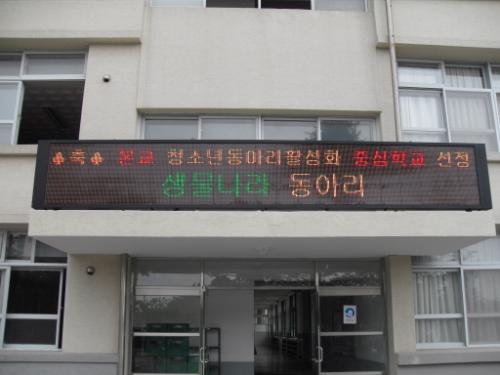 축 본교 청소년동아리활성화 중심학교 선정
생물나라 동아리